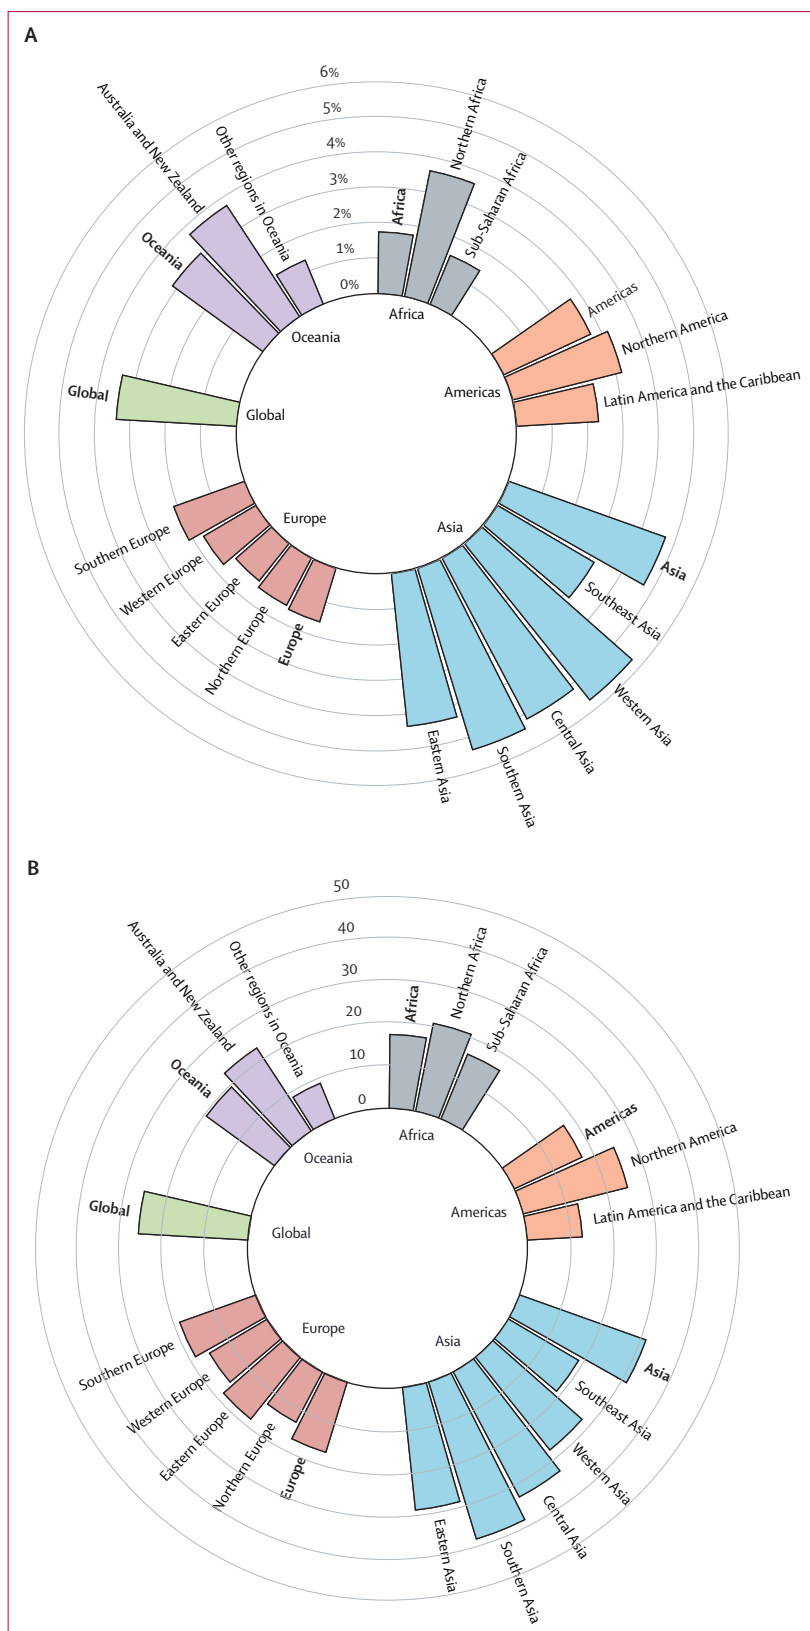 A
6%
5%
4%
3%
2%
1%
0%
Africa
Northern Africa
Sub-Saharan Africa
Africa
Americas
Northern America
Latin America and the Caribbean
Americas
Asia
Southeast Asia
Western Asia
Central Asia
Southern Asia
Eastern Asia
Asia
Europe
Northern Europe
Eastern Europe
Western Europe
Southern Europe
Europe
Global
Global
Oceania
Australia and New Zealand
Other regions in Oceania
Oceania
B
50
40
30
20
10
0
Africa
Northern Africa
Sub-Saharan Africa
Africa
Americas
Northern America
Latin America and the Caribbean
Americas
Asia
Southeast Asia
Western Asia
Central Asia
Southern Asia
Eastern Asia
Asia
Europe
Northern Europe
Eastern Europe
Western Europe
Southern Europe
Europe
Global
Global
Oceania
Australia and New Zealand
Other regions in Oceania
Oceania